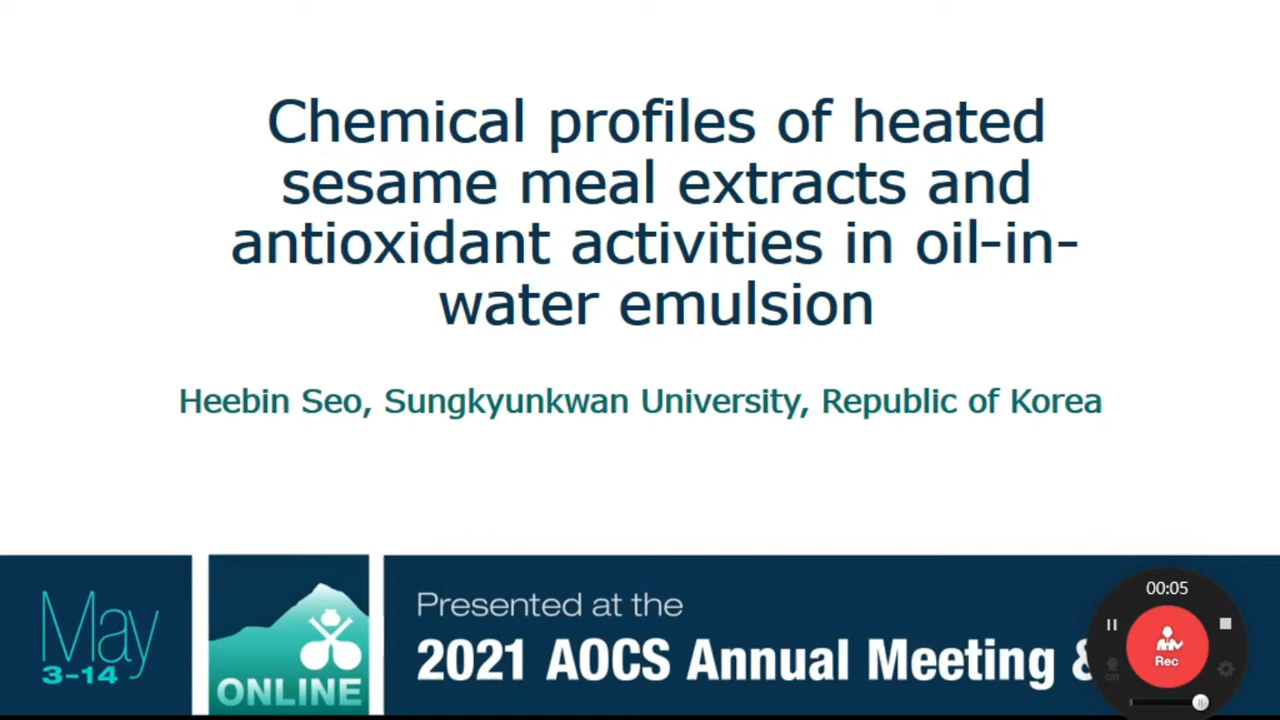 Chemical profiles of heated
sesame meal extracts and
antioxidant activities in oil-in-
water emulsion
Heebin Seo, Sungkyunkwan University, Republic of Korea
May
3-14
ONLINE
Presented at the
2021 AOCS Annual Meeting &
00:05
Rec
on